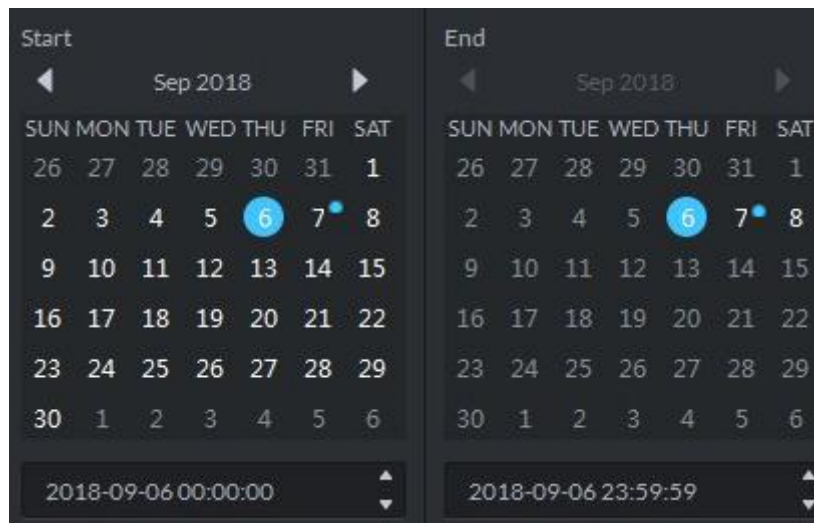 Start
Sep 2018
SUN MON TUE WED THU FRI SAT
26 27 28 29 30 31 1
2 3 4 5 6 7 8
9 10 11 12 13 14 15
16 17 18 19 20 21 22
23 24 25 26 27 28 29
30 1 2 3 4 5 6
2018-09-06 00:00:00
End
Sep 2018
SUN MON TUE WED THU FRI SAT
26 27 28 29 30 31 1
2 3 4 5 6 7 8
9 10 11 12 13 14 15
16 17 18 19 20 21 22
23 24 25 26 27 28 29
30 1 2 3 4 5 6
2018-09-06 23:59:59